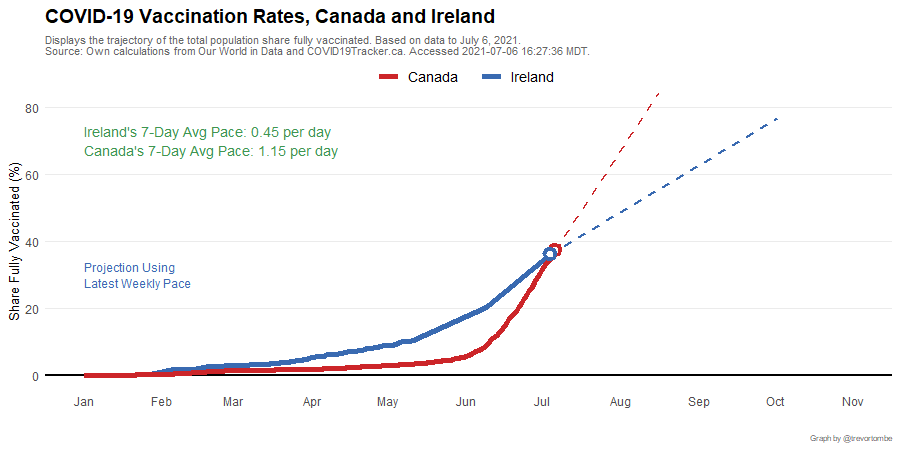 COVID-19 Vaccination Rates, Canada and Ireland
Displays the trajectory of the total population share fully vaccinated. Based on data to July 6, 2021.
Source: Own calculations from Our World in Data and COVID19Tracker.ca. Accessed 2021-07-06 16:27:36 MDT.
Canada Ireland
Share Fully Vaccinated (%)
80
Ireland's 7-Day Avg Pace: 0.45 per day
Canada's 7-Day Avg Pace: 1.15 per day
60
40
Projection Using
Latest Weekly Pace
20
0
Jan Feb Mar Apr May Jun Jul Aug Sep Oct Nov
Graph by @trevortombe